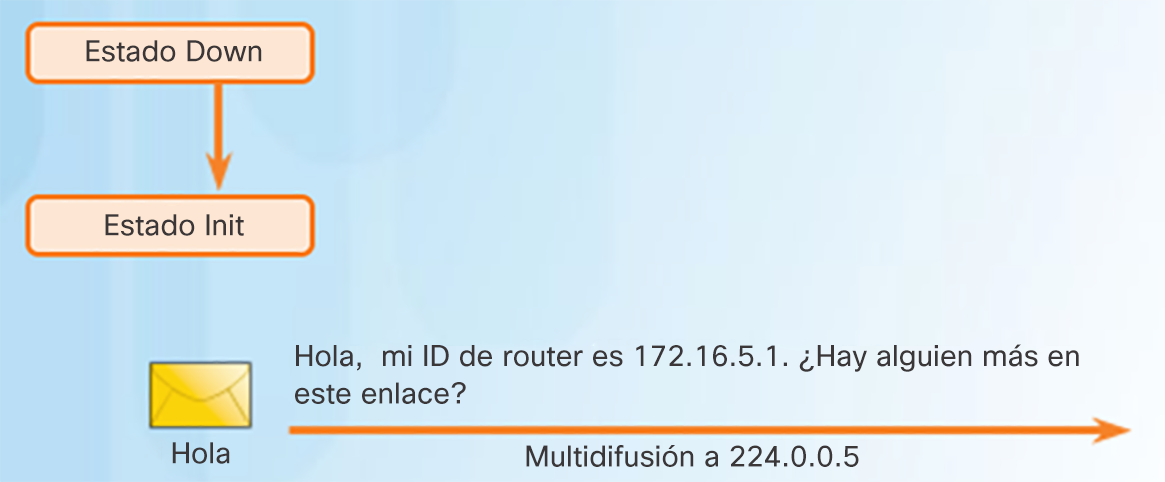 Estado Down
Estado Init
Hola, mi ID de router es 172.16.5.1. ¿Hay alguien más en
este enlace?
Hola
Multidifusión a 224.0.0.5